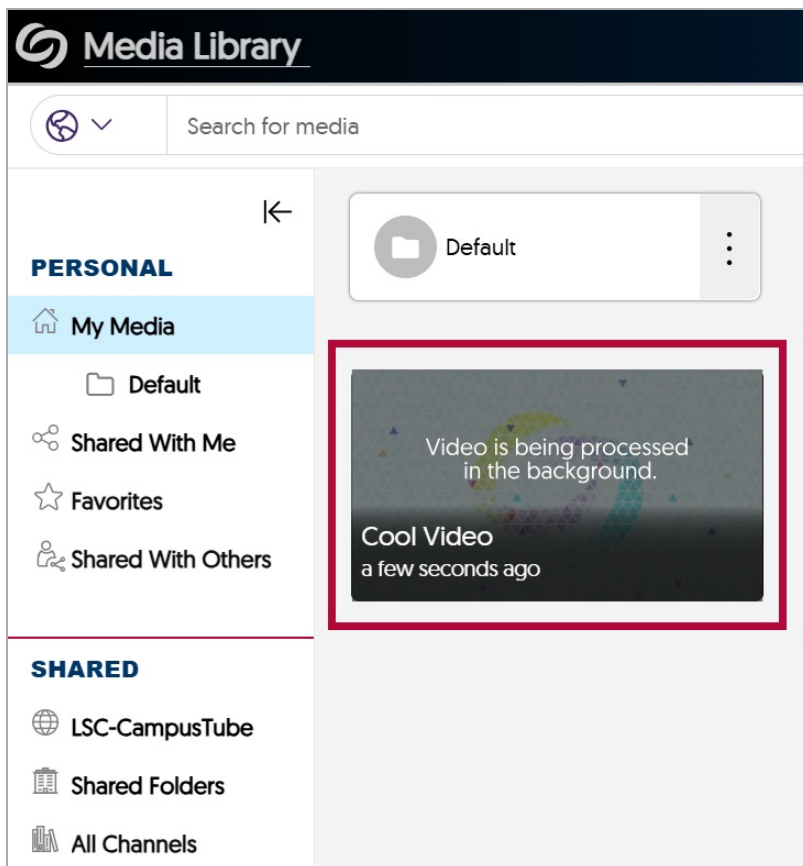 Media Library
Search for media
PERSONAL
My Media
Default
Shared With Me
Favorites
Shared With Others
SHARED
LSC-CampusTube
Shared Folders
All Channels
Default
Video is being processed
in the background.
Cool Video
a few seconds ago